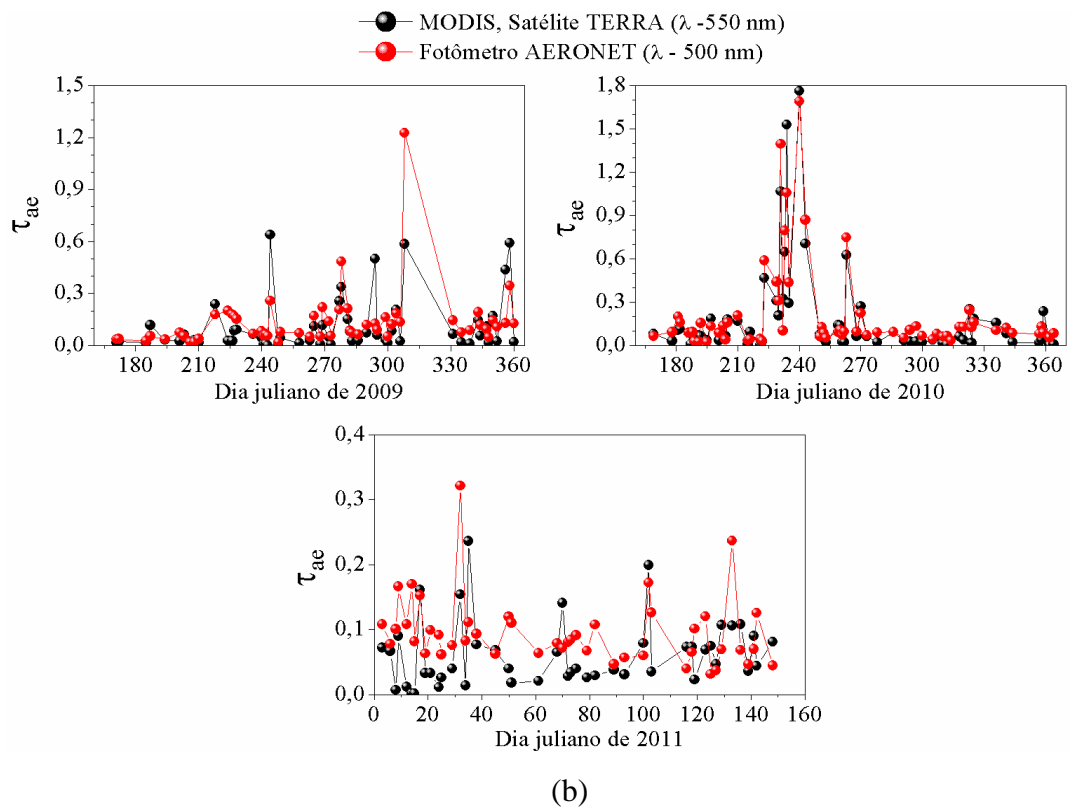 MODIS, Satélite TERRA (λ -550 nm)
Fotômetro AERONET (λ - 500 nm)
1,5
1,2
0,9
0,6
0,3
0,0
τae
180 210 240 270 300 330 360
Dia juliano de 2009
1,8
1,5
1,2
0,9
0,6
0,3
0,0
τae
180 210 240 270 300 330 360
Dia juliano de 2010
0,4
0,3
0,2
0,1
0,0
τae
0 20 40 60 80 100 120 140 160
Dia juliano de 2011
(b)